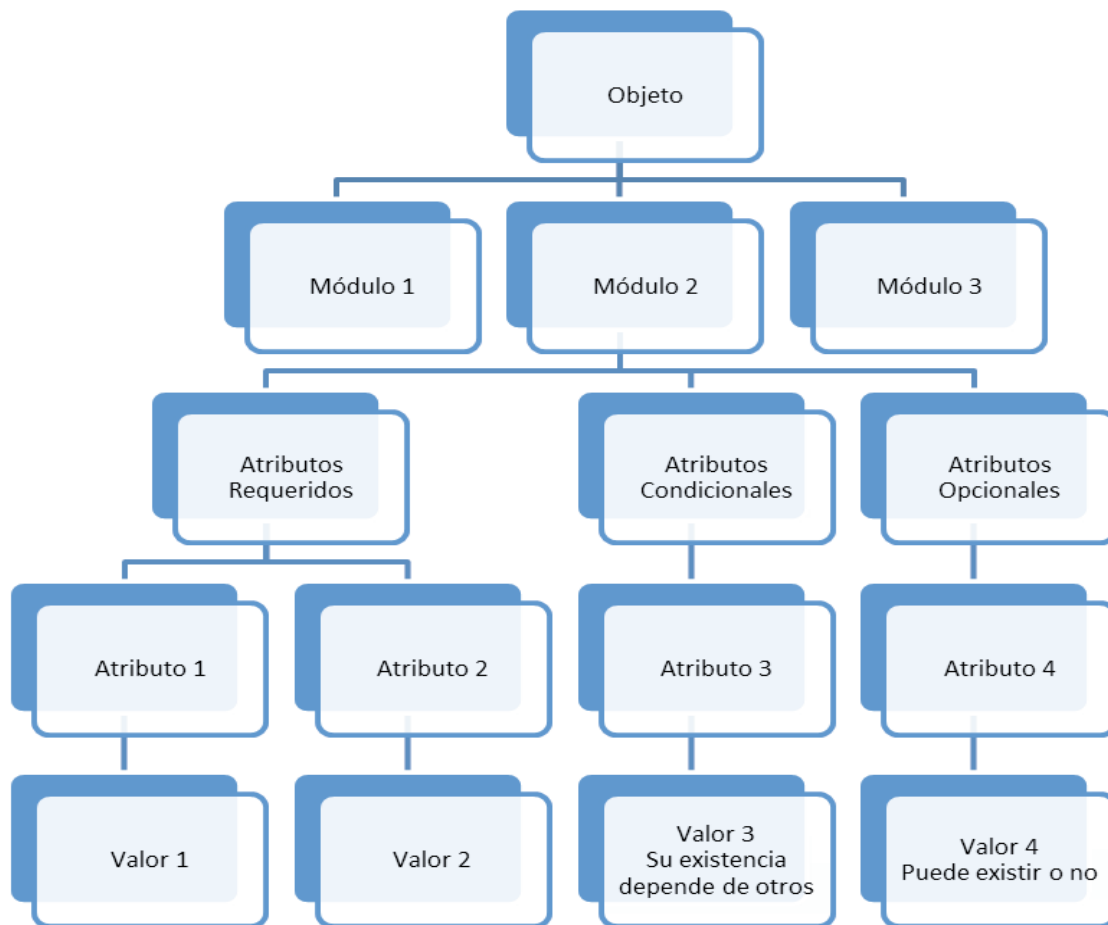 Objeto
Módulo 1
Módulo 2
Módulo 3
Atributos
Requeridos
Atributos
Condicionales
Atributos
Opcionales
Atributo 1
Atributo 2
Atributo 3
Atributo 4
Valor 1
Valor 2
Valor 3
Su existencia
depende de otros
Valor 4
Puede existir o no